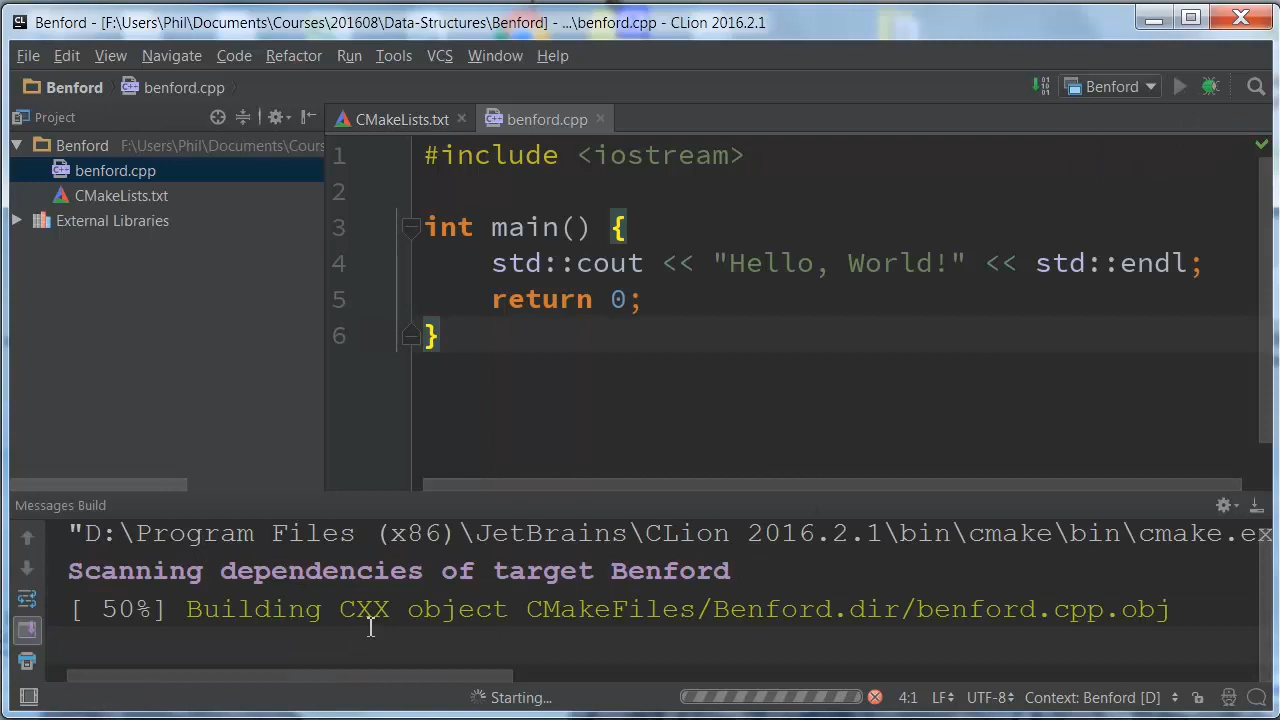 Benford - [F:\Users\Phil\Documents\Courses\201608\Data-Structures\Benford] - ...\benford.cpp - CLion 2016.2.1
File Edit View Navigate Code Refactor Run Tools VCS Window Help
Benford benford.cpp Benford
Project CMakeLists.txt benford.cpp
Benford F:\Users\Phil\Documents\Cours
benford.cpp
CMakeLists.txt
External Libraries
1 #include <iostream>
2
3 int main() {
4 std::cout << "Hello, World!" << std::endl;
5 return 0;
6 }
Messages Build
"D:\Program Files (x86)\JetBrains\CLion 2016.2.1\bin\cmake\bin\cmake.ex
Scanning dependencies of target Benford
[ 50%] Building CXX object CMakeFiles/Benford.dir/benford.cpp.obj
Starting... 4:1 LF UTF-8 Context: Benford [D]